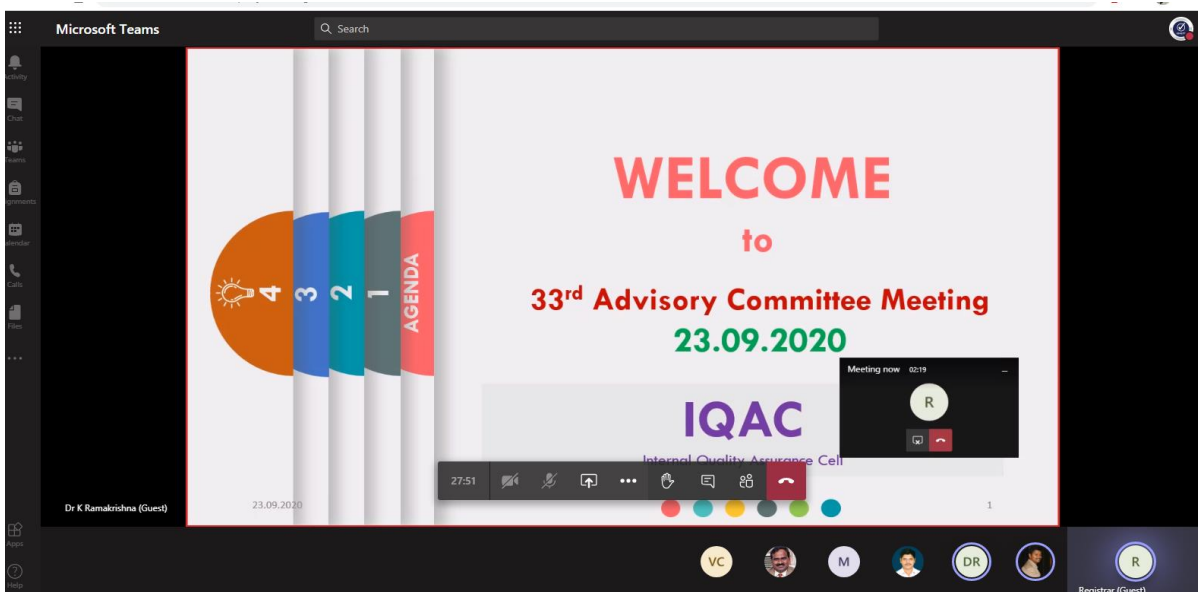 Microsoft Teams
Search
Activity
Chat
Teams
Assignments
Calendar
Calls
Files
Apps
Help
4
3
2
1
AGENDA
WELCOME
to
33rd Advisory Committee Meeting
23.09.2020
IQAC
Internal Quality Assurance Cell
Meeting now 02:19
R
27:51
Dr K Ramakrishna (Guest)
23.09.2020
1
VC
M
DR
R
Registrar (Guest)